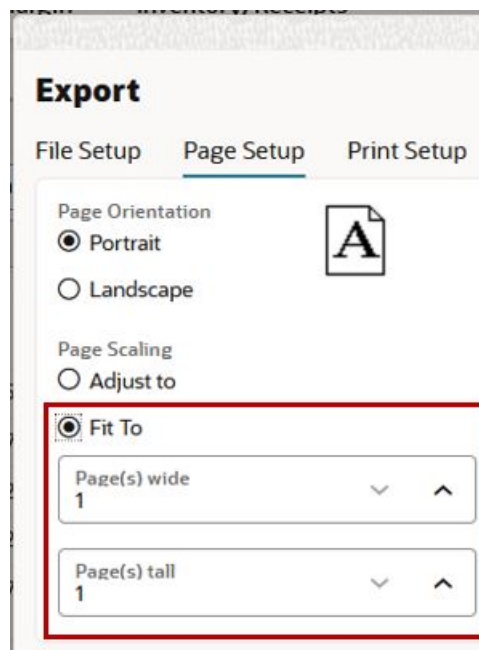 Export
File Setup Page Setup Print Setup
Page Orientation
Portrait
A
Landscape
Page Scaling
Adjust to
Fit To
Page(s) wide
1
Page(s) tall
1